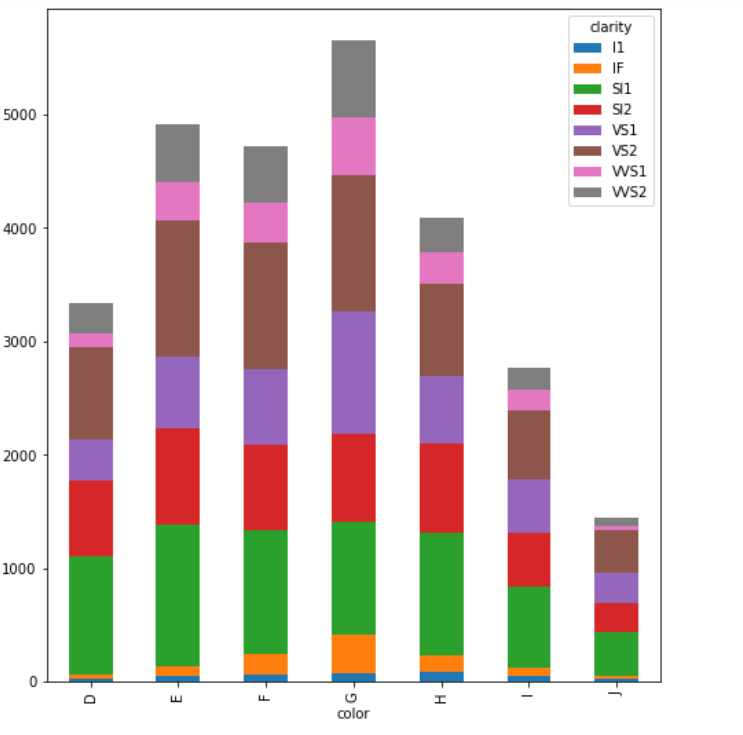 clarity
I1
IF
SI1
SI2
VS1
VS2
VVS1
VVS2
5000
4000
3000
2000
1000
0
D
E
F
G
H
I
J
color